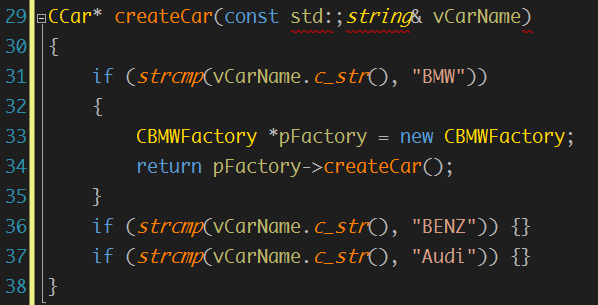 29 CCar* createCar(const std:;string& vCarName)
30 {
31 if (strcmp(vCarName.c_str(), "BMW"))
32 {
33 CBMWFactory *pFactory = new CBMWFactory;
34 return pFactory->createCar();
35 }
36 if (strcmp(vCarName.c_str(), "BENZ")) {}
37 if (strcmp(vCarName.c_str(), "Audi")) {}
38 }